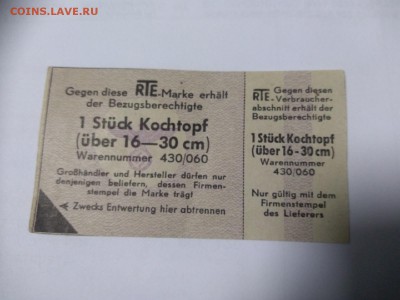 COINS.LAVE.RU
Gegen diese RTE-Marke erhält
der Bezugsberechtigte
1 Stück Kochtopf
(über 16—30 cm)
Warennummer 430/060
Großhändler und Hersteller dürfen nur
denjenigen beliefern, dessen Firmen-
stempel die Marke trägt
Zwecks Entwertung hier abtrennen
Gegen diesen
RTE-Verbraucher-
abschnitt erhält der
Bezugsberechtigte
1 Stück Kochtopf
(über 16-30 cm)
Warennummer
430/060
Nur gültig mit dem
Firmenstempel
des Lieferers